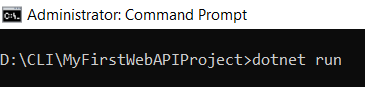 Administrator: Command Prompt
D:\CLI\MyFirstWebAPIProject>dotnet run